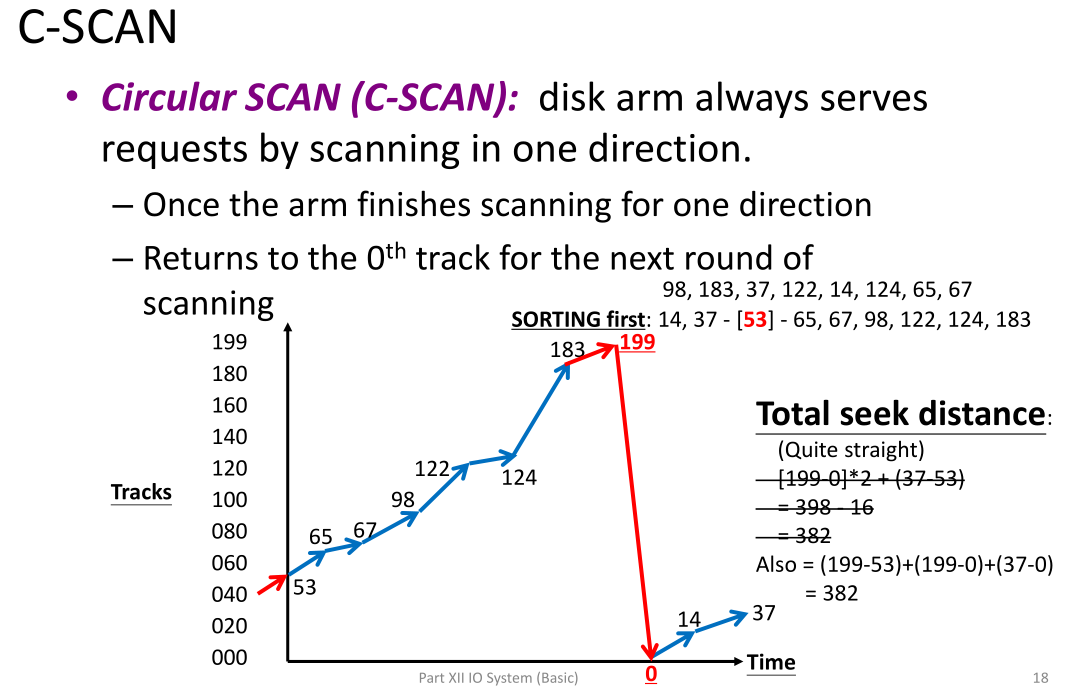 C-SCAN
• Circular SCAN (C-SCAN): disk arm always serves
requests by scanning in one direction.
– Once the arm finishes scanning for one direction
– Returns to the 0th track for the next round of
scanning
98, 183, 37, 122, 14, 124, 65, 67
SORTING first: 14, 37 - [53] - 65, 67, 98, 122, 124, 183
199
180
160
140
120
100
080
060
040
020
000
Tracks
53
65
67
98
122
124
183
199
0
14
37
Time
Total seek distance:
(Quite straight)
[199-0]*2 + (37-53)
= 398 - 16
= 382
Also = (199-53)+(199-0)+(37-0)
= 382
Part XII IO System (Basic)
18